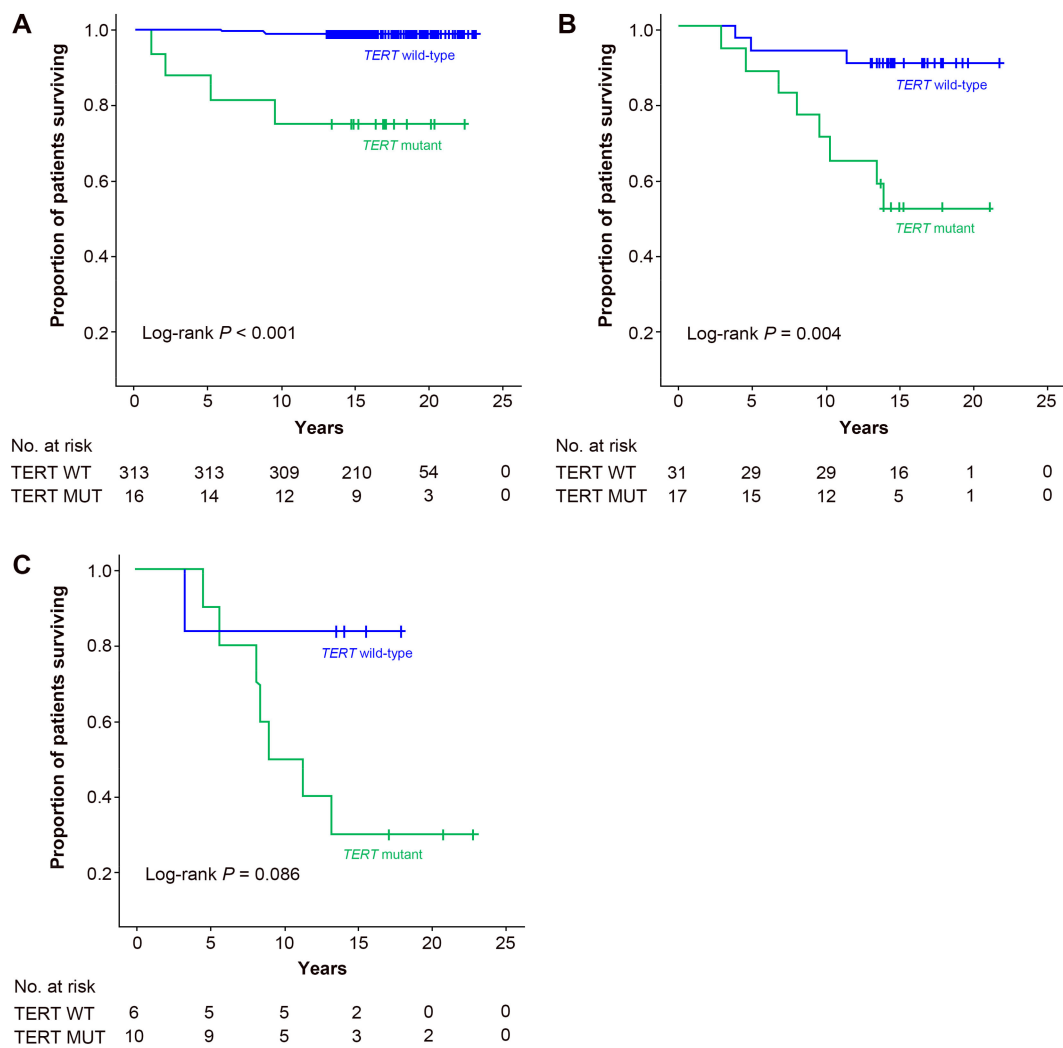 A
Proportion of patients surviving
1.0
0.8
0.6
0.4
0.2
TERT wild-type
TERT mutant
Log-rank P < 0.001
0 5 10 15 20 25
Years
No. at risk
TERT WT 313 313 309 210 54 0
TERT MUT 16 14 12 9 3 0
B
Proportion of patients surviving
1.0
0.8
0.6
0.4
0.2
TERT wild-type
TERT mutant
Log-rank P = 0.004
0 5 10 15 20 25
Years
No. at risk
TERT WT 31 29 29 16 1 0
TERT MUT 17 15 12 5 1 0
C
Proportion of patients surviving
1.0
0.8
0.6
0.4
0.2
TERT wild-type
TERT mutant
Log-rank P = 0.086
0 5 10 15 20 25
Years
No. at risk
TERT WT 6 5 5 2 0 0
TERT MUT 10 9 5 3 2 0